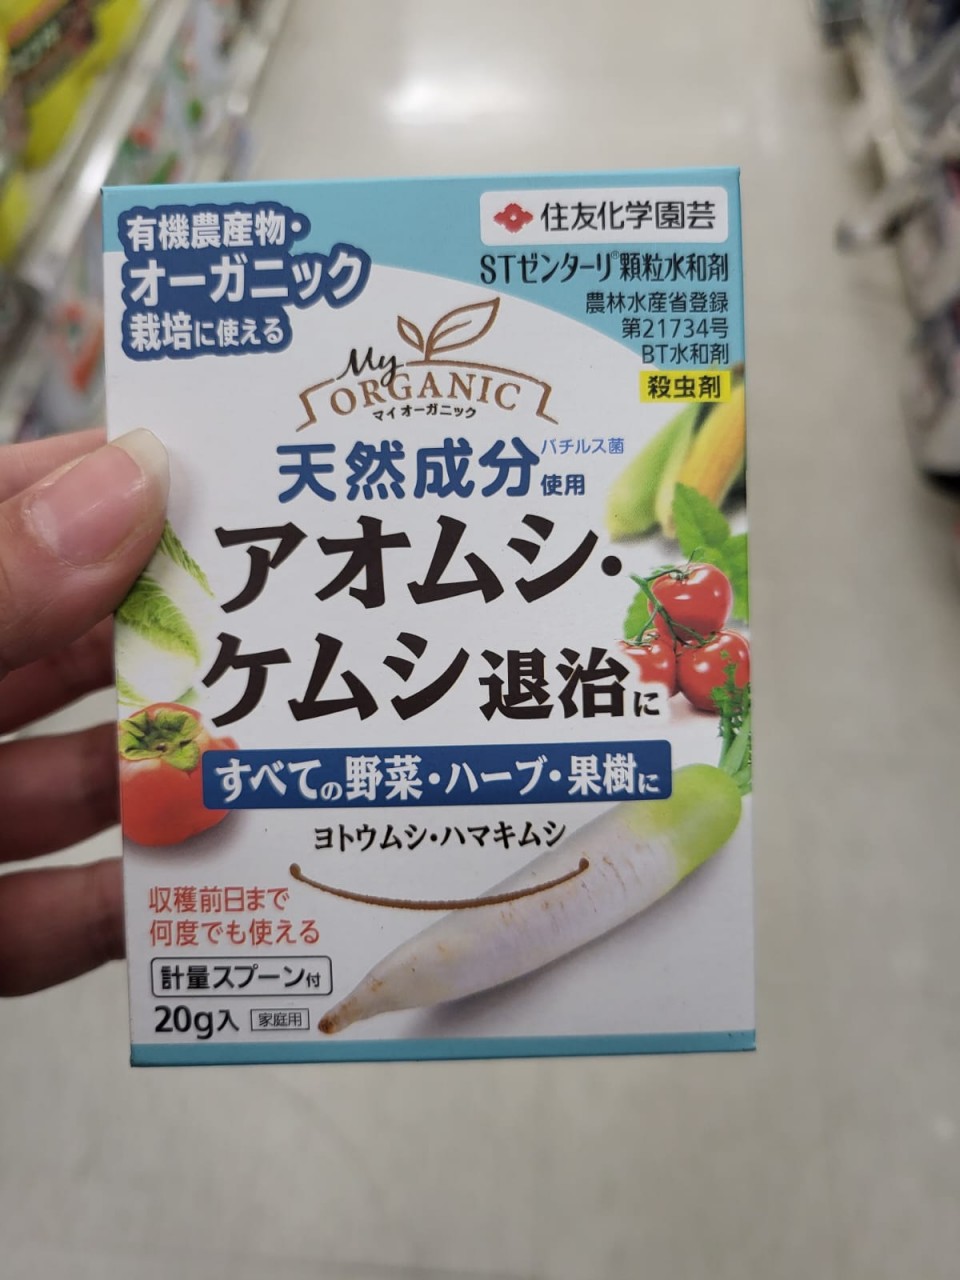 有機農産物・
オーガニック
栽培に使える
住友化学園芸
STゼンターリ®顆粒水和剤
農林水産省登録
第21734号
BT水和剤
殺虫剤
My
ORGANIC
マイオーガニック
天然成分 バチルス菌 使用
アオムシ・
ケムシ退治に
すべての野菜・ハーブ・果樹に
ヨトウムシ・ハマキムシ
収穫前日まで
何度でも使える
計量スプーン付
20g入 家庭用